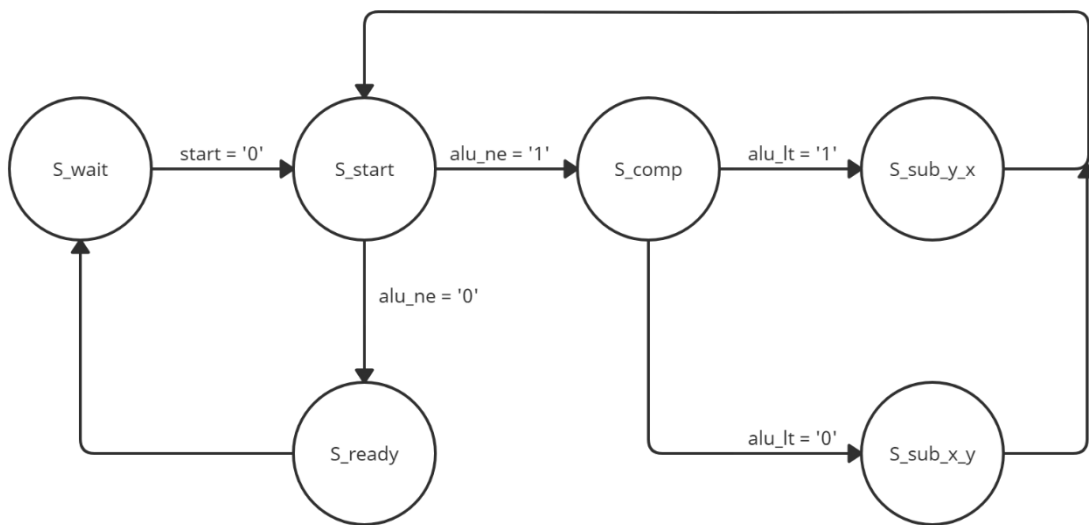 S_wait
start = '0'
S_start
alu_ne = '1'
S_comp
alu_lt = '1'
S_sub_y_x
alu_ne = '0'
S_ready
alu_lt = '0'
S_sub_x_y